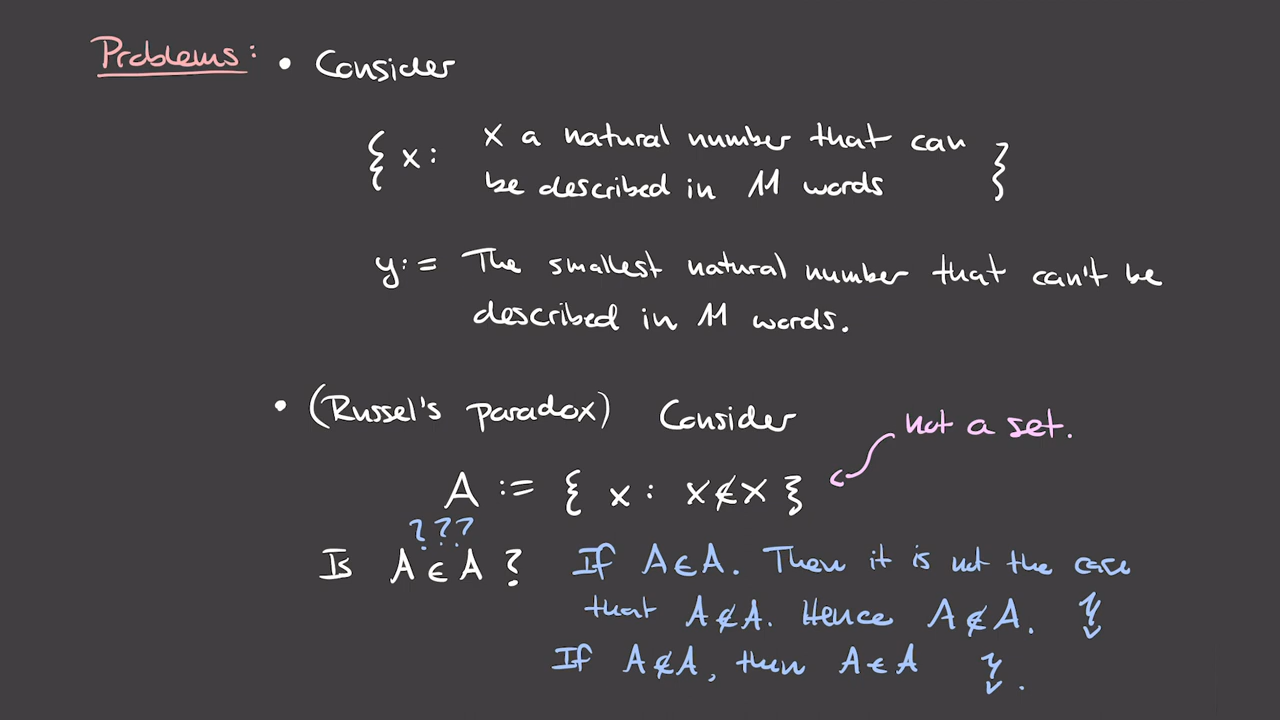 Problems: • Consider
{ x: x a natural number that can
be described in 11 words }
y := The smallest natural number that can't be
described in 11 words.
• (Russel's paradox) Consider
not a set.
A := { x : x ∉ x }
???
Is A ∈ A ?
If A ∈ A. Then it is not the case
that A ∉ A. Hence A ∉ A. ↯
If A ∉ A, then A ∈ A ↯.